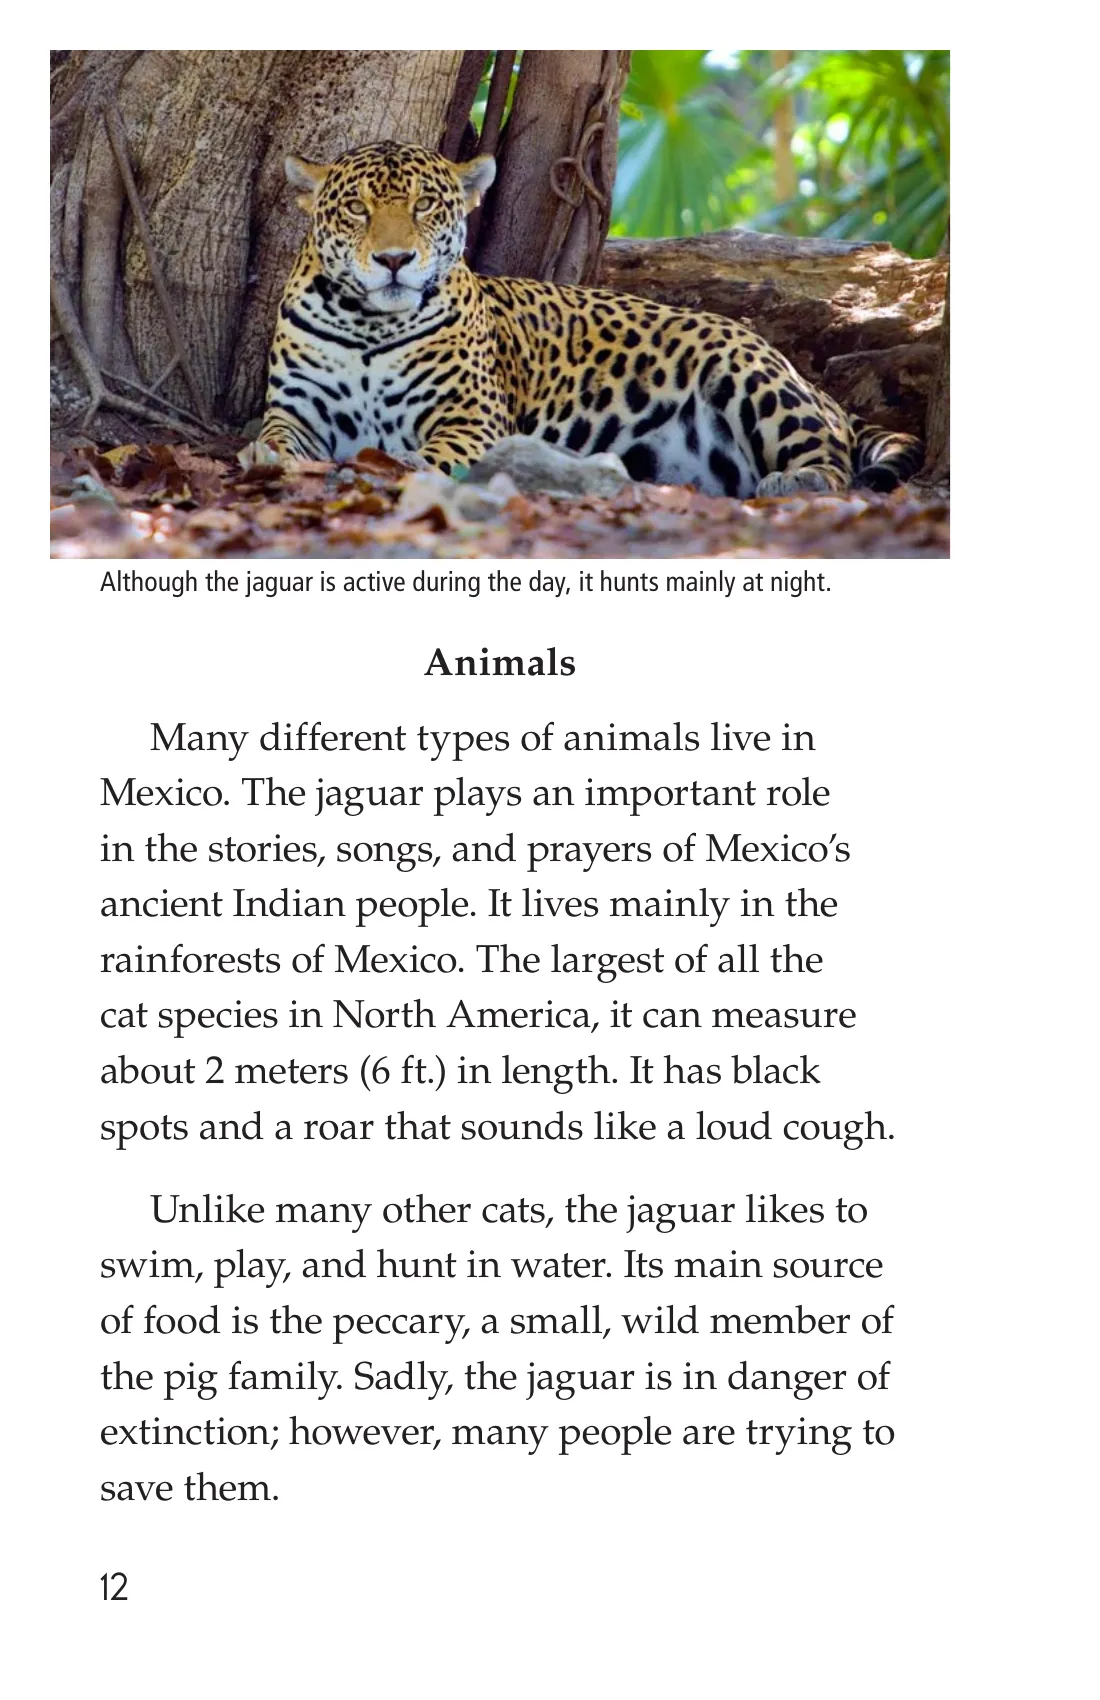 Although the jaguar is active during the day, it hunts mainly at night.
Animals
Many different types of animals live in
Mexico. The jaguar plays an important role
in the stories, songs, and prayers of Mexico’s
ancient Indian people. It lives mainly in the
rainforests of Mexico. The largest of all the
cat species in North America, it can measure
about 2 meters (6 ft.) in length. It has black
spots and a roar that sounds like a loud cough.
Unlike many other cats, the jaguar likes to
swim, play, and hunt in water. Its main source
of food is the peccary, a small, wild member of
the pig family. Sadly, the jaguar is in danger of
extinction; however, many people are trying to
save them.
12